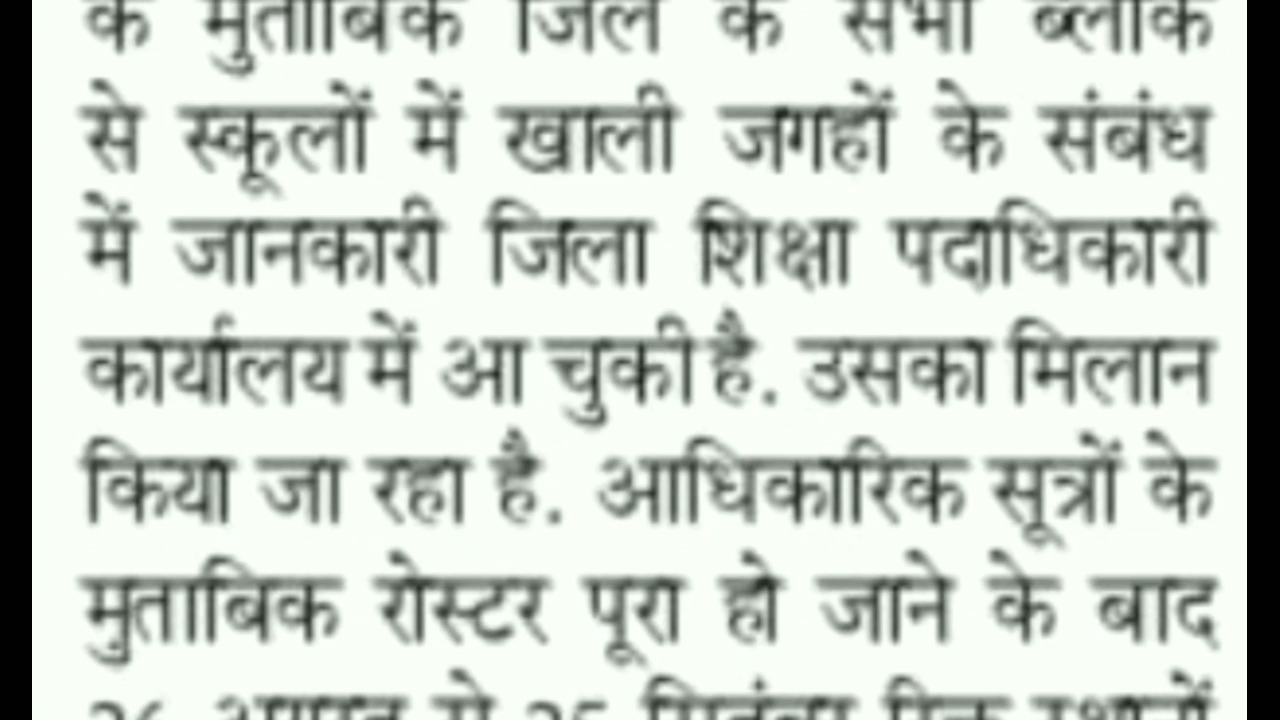 के मुताबिक जिले के सभी ब्लॉक
से स्कूलों में खाली जगहों के संबंध
में जानकारी जिला शिक्षा पदाधिकारी
कार्यालय में आ चुकी है. उसका मिलान
किया जा रहा है. आधिकारिक सूत्रों के
मुताबिक रोस्टर पूरा हो जाने के बाद